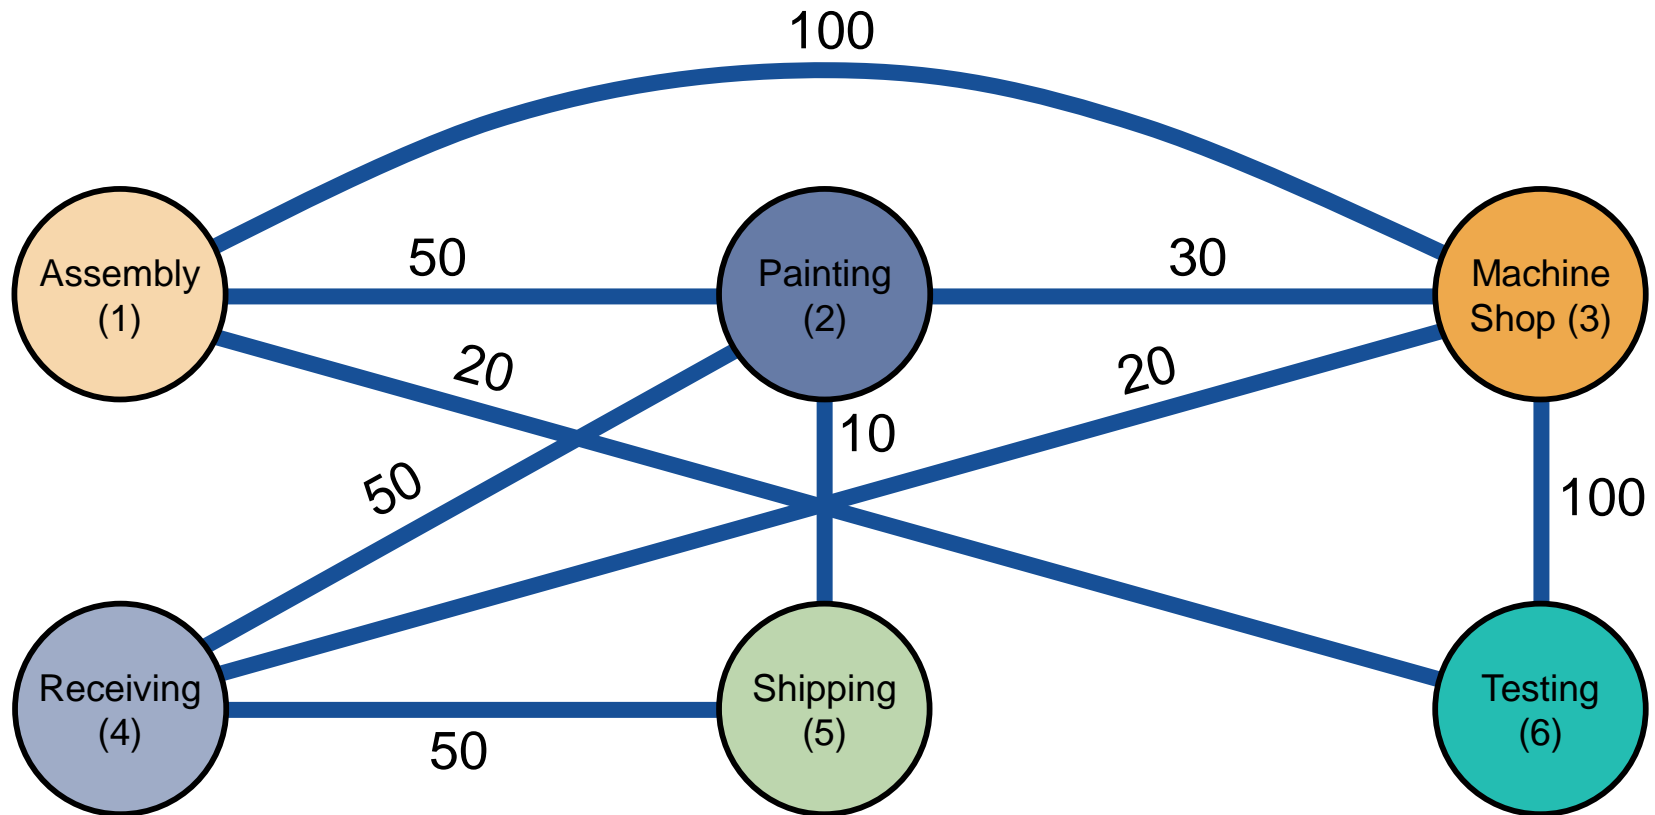 100
50
30
Assembly
(1)
Painting
(2)
Machine
Shop (3)
20
20
10
50
100
Receiving
(4)
Shipping
(5)
Testing
(6)
50